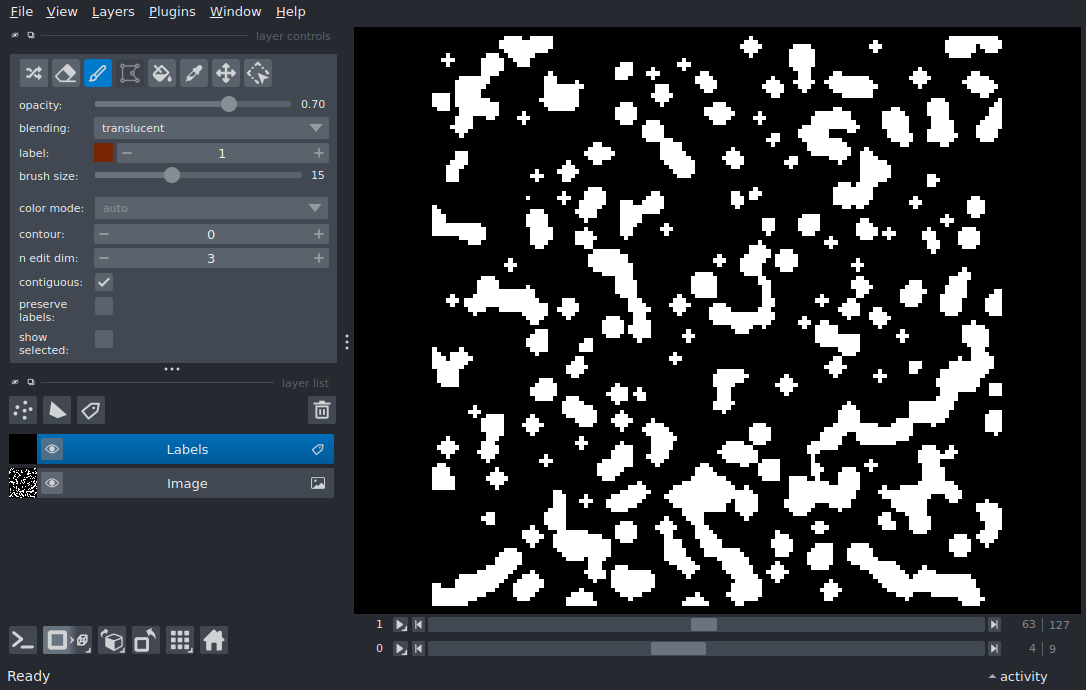 File View Layers Plugins Window Help
layer controls
opacity: 0.70
blending: translucent
label: 1
brush size: 15
color mode: auto
contour: 0
n edit dim: 3
contiguous:
preserve
labels:
show
selected:
layer list
Labels
Image
1 63 127
0 4 9
Ready activity